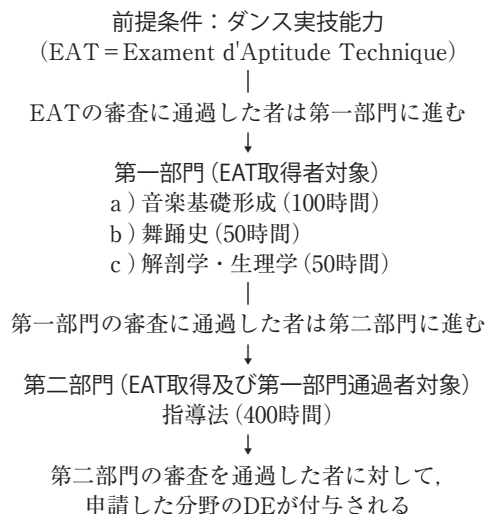 前提条件：ダンス実技能力
(EAT＝Exament d'Aptitude Technique)
EATの審査に通過した者は第一部門に進む
第一部門(EAT取得者対象)
a）音楽基礎形成(100時間)
b）舞踊史(50時間)
c）解剖学・生理学(50時間)
第一部門の審査に通過した者は第二部門に進む
第二部門(EAT取得及び第一部門通過者対象)
指導法(400時間)
第二部門の審査を通過した者に対して，
申請した分野のDEが付与される